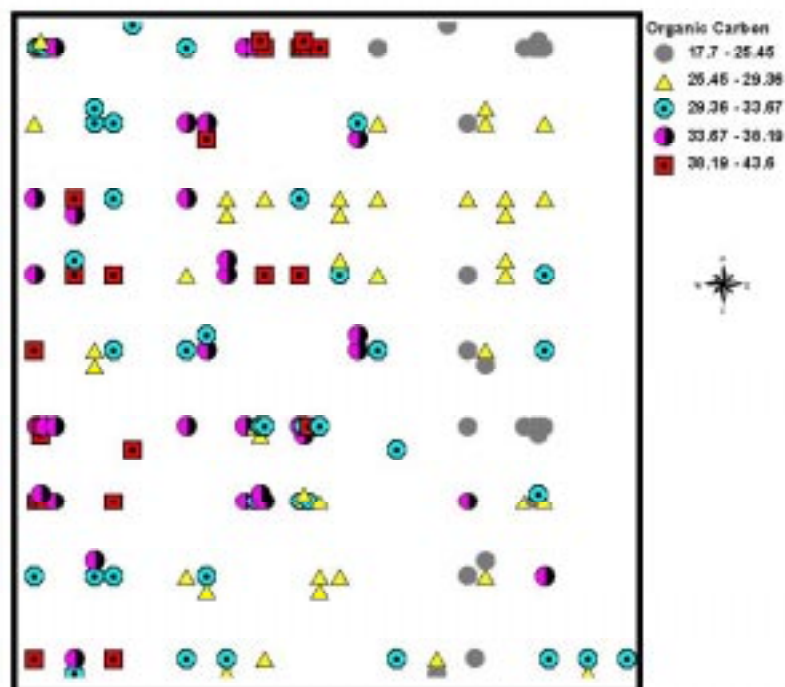 Organic Carbon
17.7 - 25.45
25.45 - 29.36
29.36 - 33.67
33.67 - 38.19
38.19 - 43.6